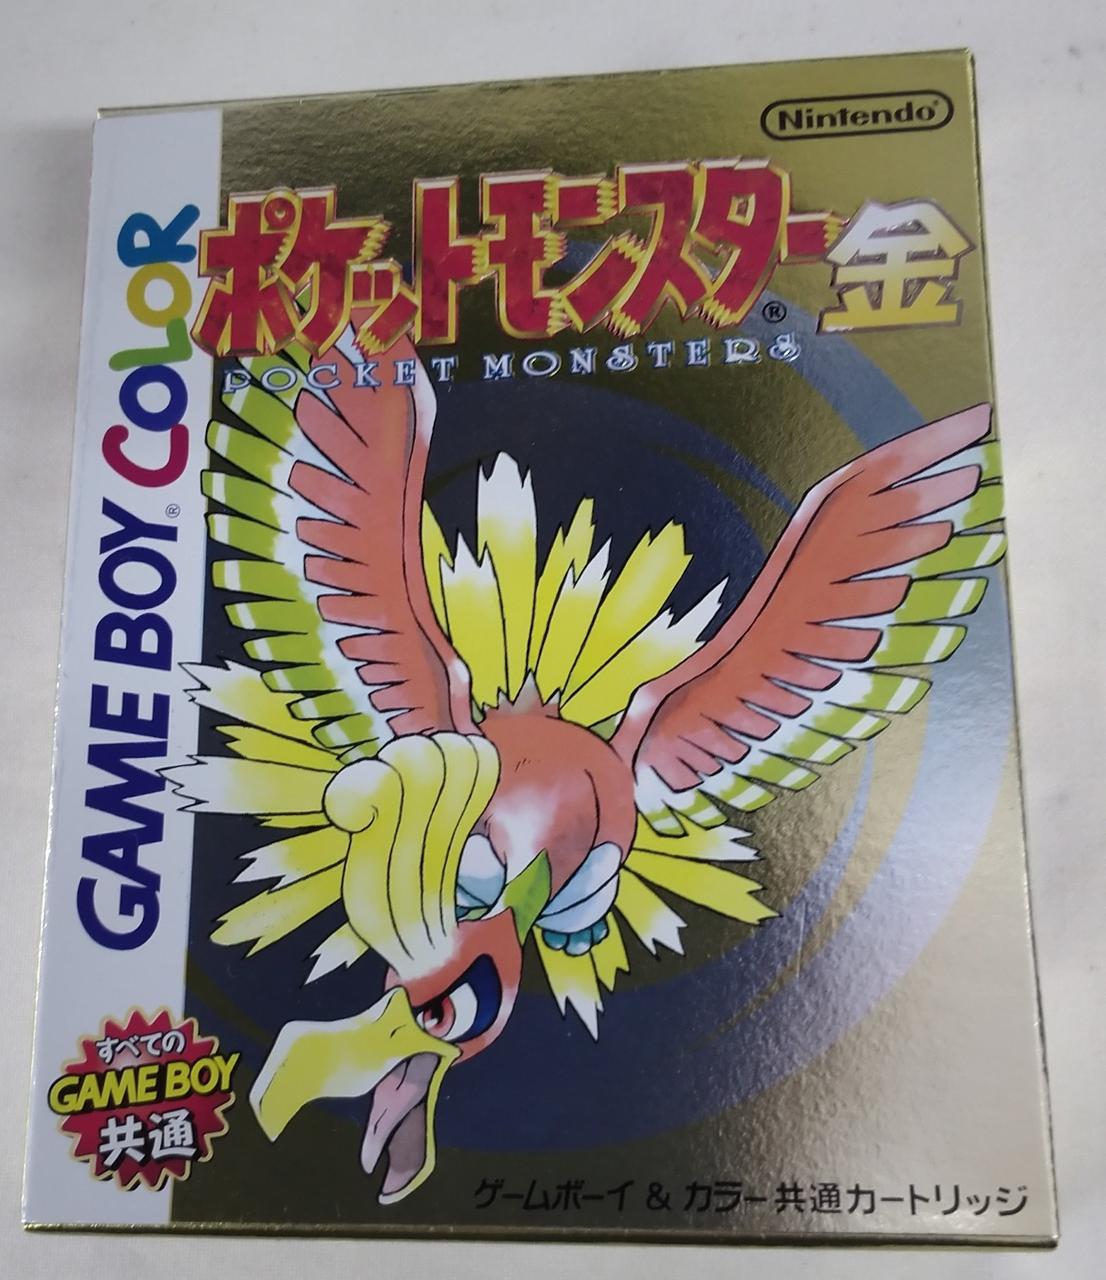 Nintendo®
ポケットモンスター金
®
POCKET MONSTERS
GAME BOY® COLOR
すべての
GAME BOY
共通
ゲームボーイ & カラー共通カートリッジ